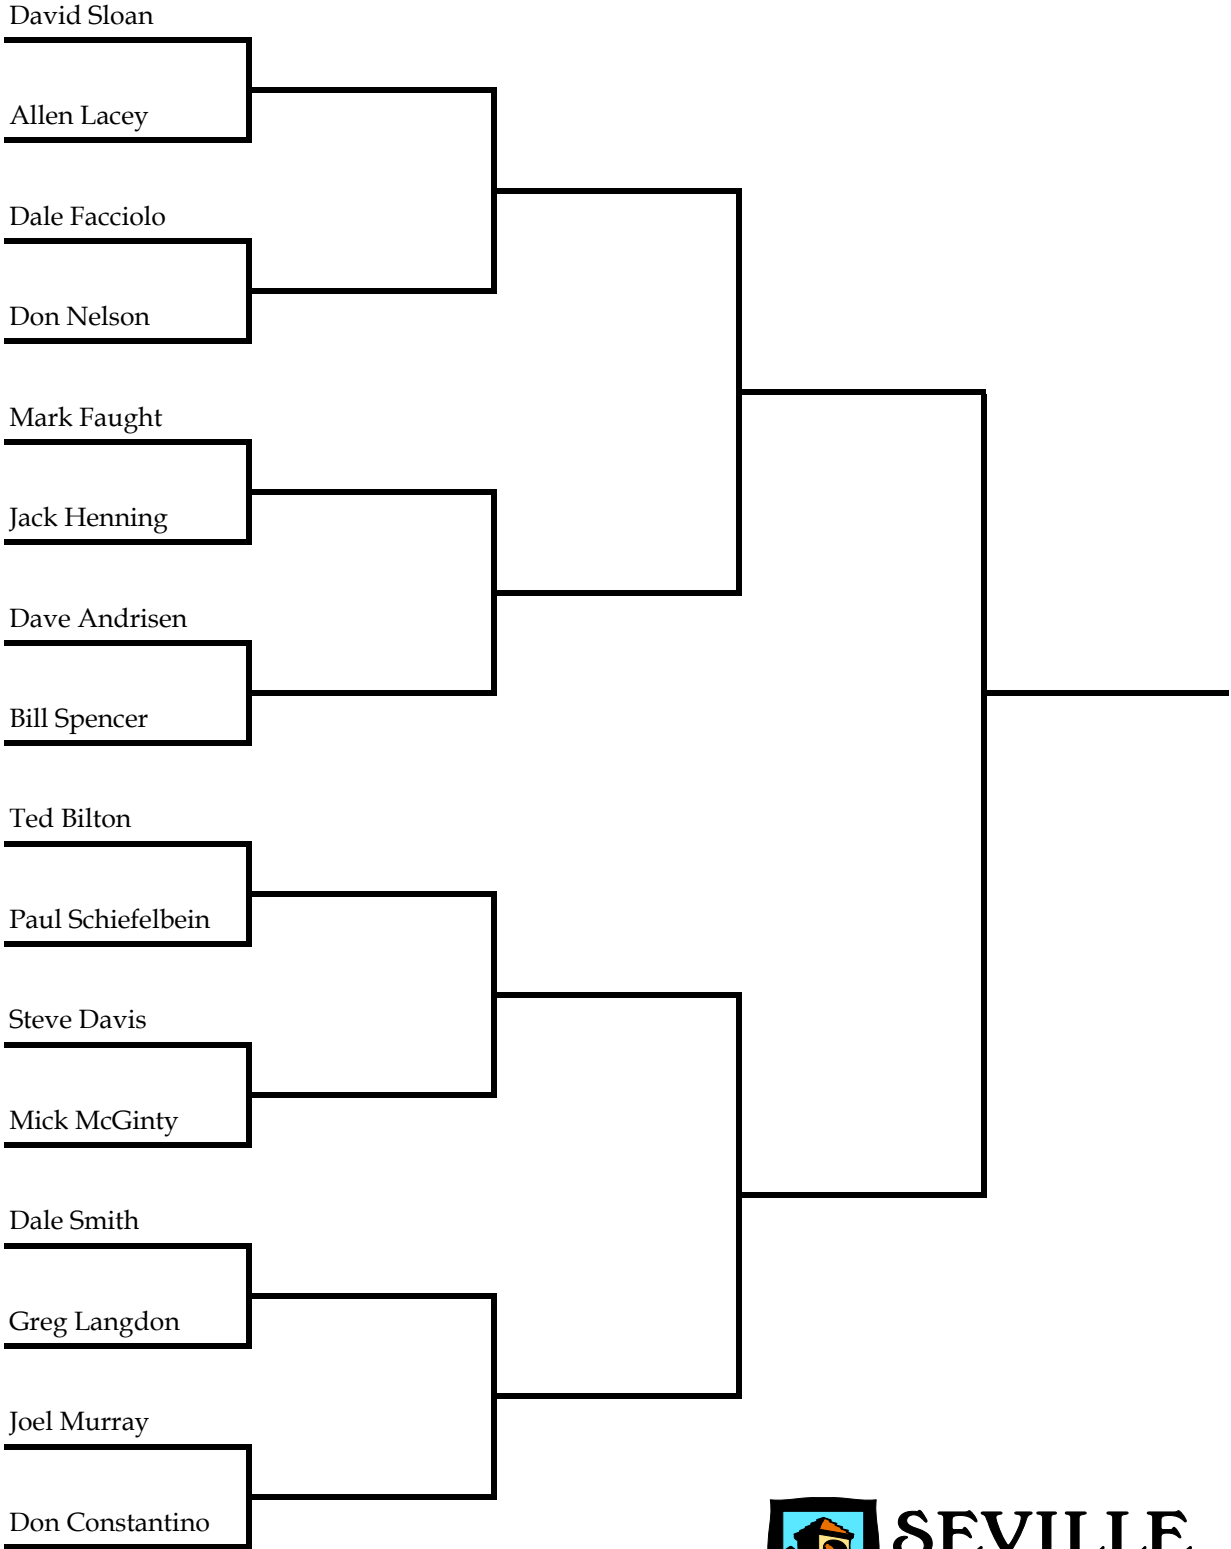 David Sloan
Allen Lacey
Dale Facciolo
Don Nelson
Mark Faught
Jack Henning
Dave Andrisen
Bill Spencer
Ted Bilton
Paul Schiefelbein
Steve Davis
Mick McGinty
Dale Smith
Greg Langdon
Joel Murray
Don Constantino
SEVILLE